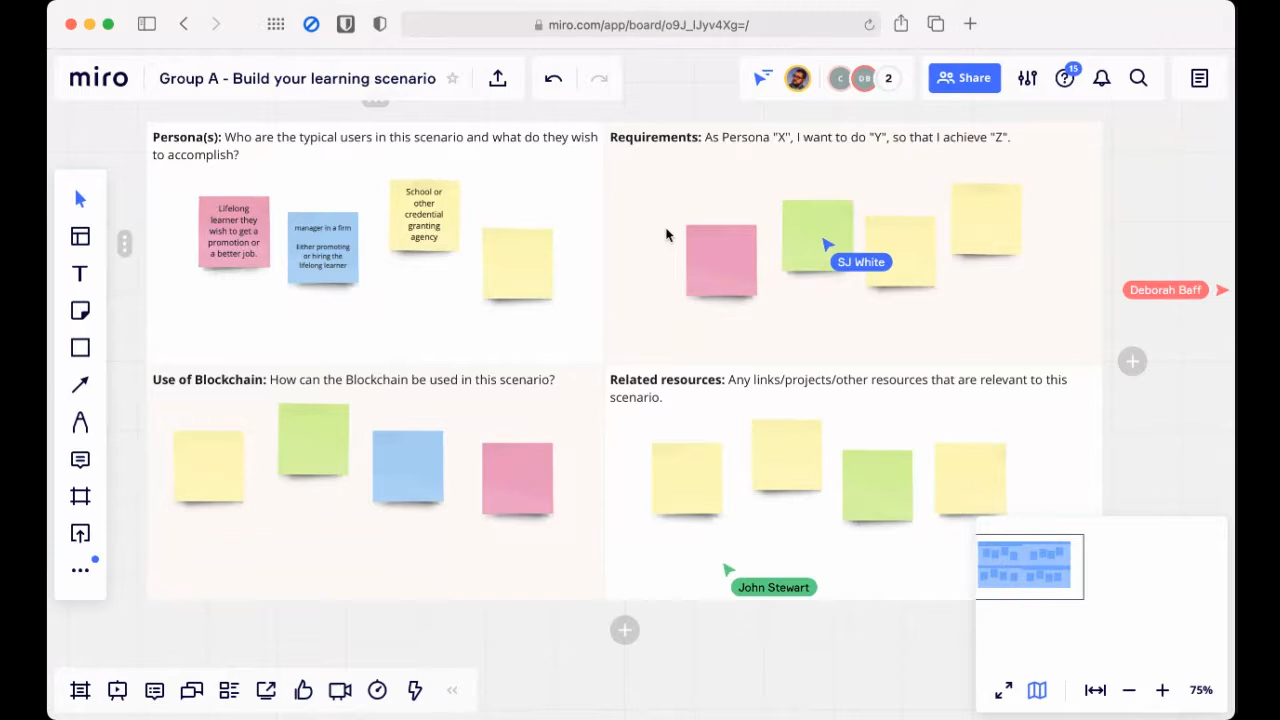 miro.com/app/board/o9J_lJyv4Xg=/
miro
Group A - Build your learning scenario
C
DB
2
Share
15
Persona(s): Who are the typical users in this scenario and what do they wish
to accomplish?
Lifelong
learner they
wish to get a
promotion or
a better job.
manager in a firm
Either promoting
or hiring the
lifelong learner
School or
other
credential
granting
agency
Requirements: As Persona "X", I want to do "Y", so that I achieve "Z".
SJ White
Deborah Baff
Use of Blockchain: How can the Blockchain be used in this scenario?
Related resources: Any links/projects/other resources that are relevant to this
scenario.
John Stewart
75%